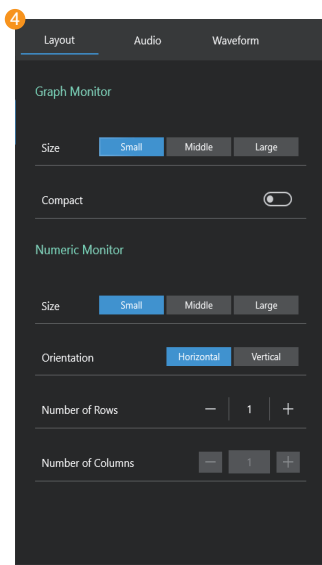 4
Layout Audio Waveform
Graph Monitor
Size Small Middle Large
Compact
Numeric Monitor
Size Small Middle Large
Orientation Horizontal Vertical
Number of Rows — 1 +
Number of Columns — 1 +